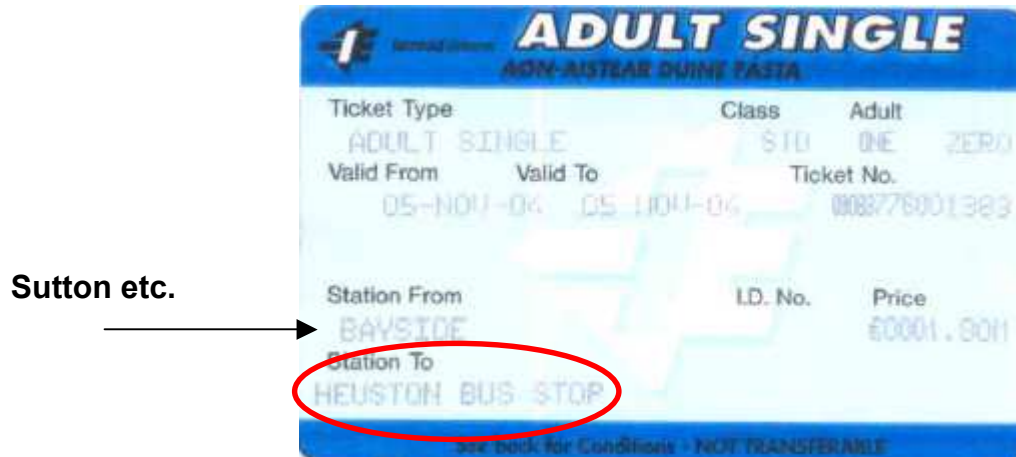 ADULT SINGLE
AON-AISTEAR DUINE FÁSTA
Ticket Type Class Adult
ADULT SINGLE STD ONE ZERO
Valid From Valid To Ticket No.
05-NOV-04 05 NOV-04
Sutton etc.
Station From I.D. No. Price
BAYSIDE €0001.80M
Station To
HEUSTON BUS STOP
See back for Conditions - NOT TRANSFERABLE